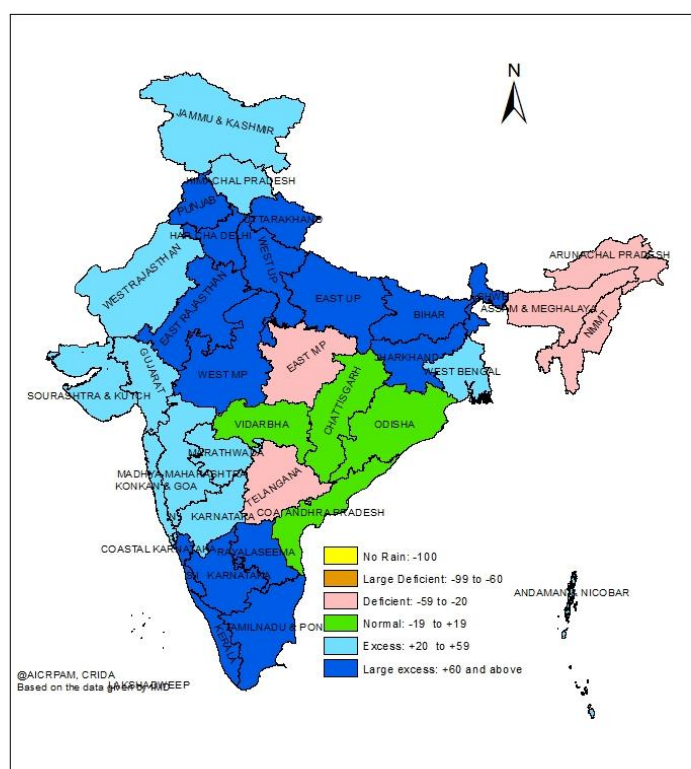 N
JAMMU & KASHMIR
HIMACHAL PRADESH
PUNJAB
UTTARAKHAND
HAR CHA DELHI
WEST UP
WEST RAJASTHAN
EAST RAJASTHAN
EAST UP
BIHAR
ARUNACHAL PRADESH
ASSAM & MEGHALAYA
NMMT
GUJARAT
WEST MP
EAST MP
JHARKHAND
WEST BENGAL
SOURASHTRA & KUTCH
VIDARBHA
CHATTISGARH
ODISHA
MARATHWADA
MADHYA MAHARASHTRA
KONKAN & GOA
TELANGANA
NI KARNATAKA
COA ANDHRA PRADESH
COASTAL KARNATAKA
RAYALASEEMA
SI KARNATAKA
TAMILNADU & PON
KERALA
No Rain: -100
Large Deficient: -99 to -60
Deficient: -59 to -20
Normal: -19 to +19
Excess: +20 to +59
Large excess: +60 and above
ANDAMAN & NICOBAR
@AICRPAM, CRIDA
Based on the data given by IMD
LAKSHADWEEP